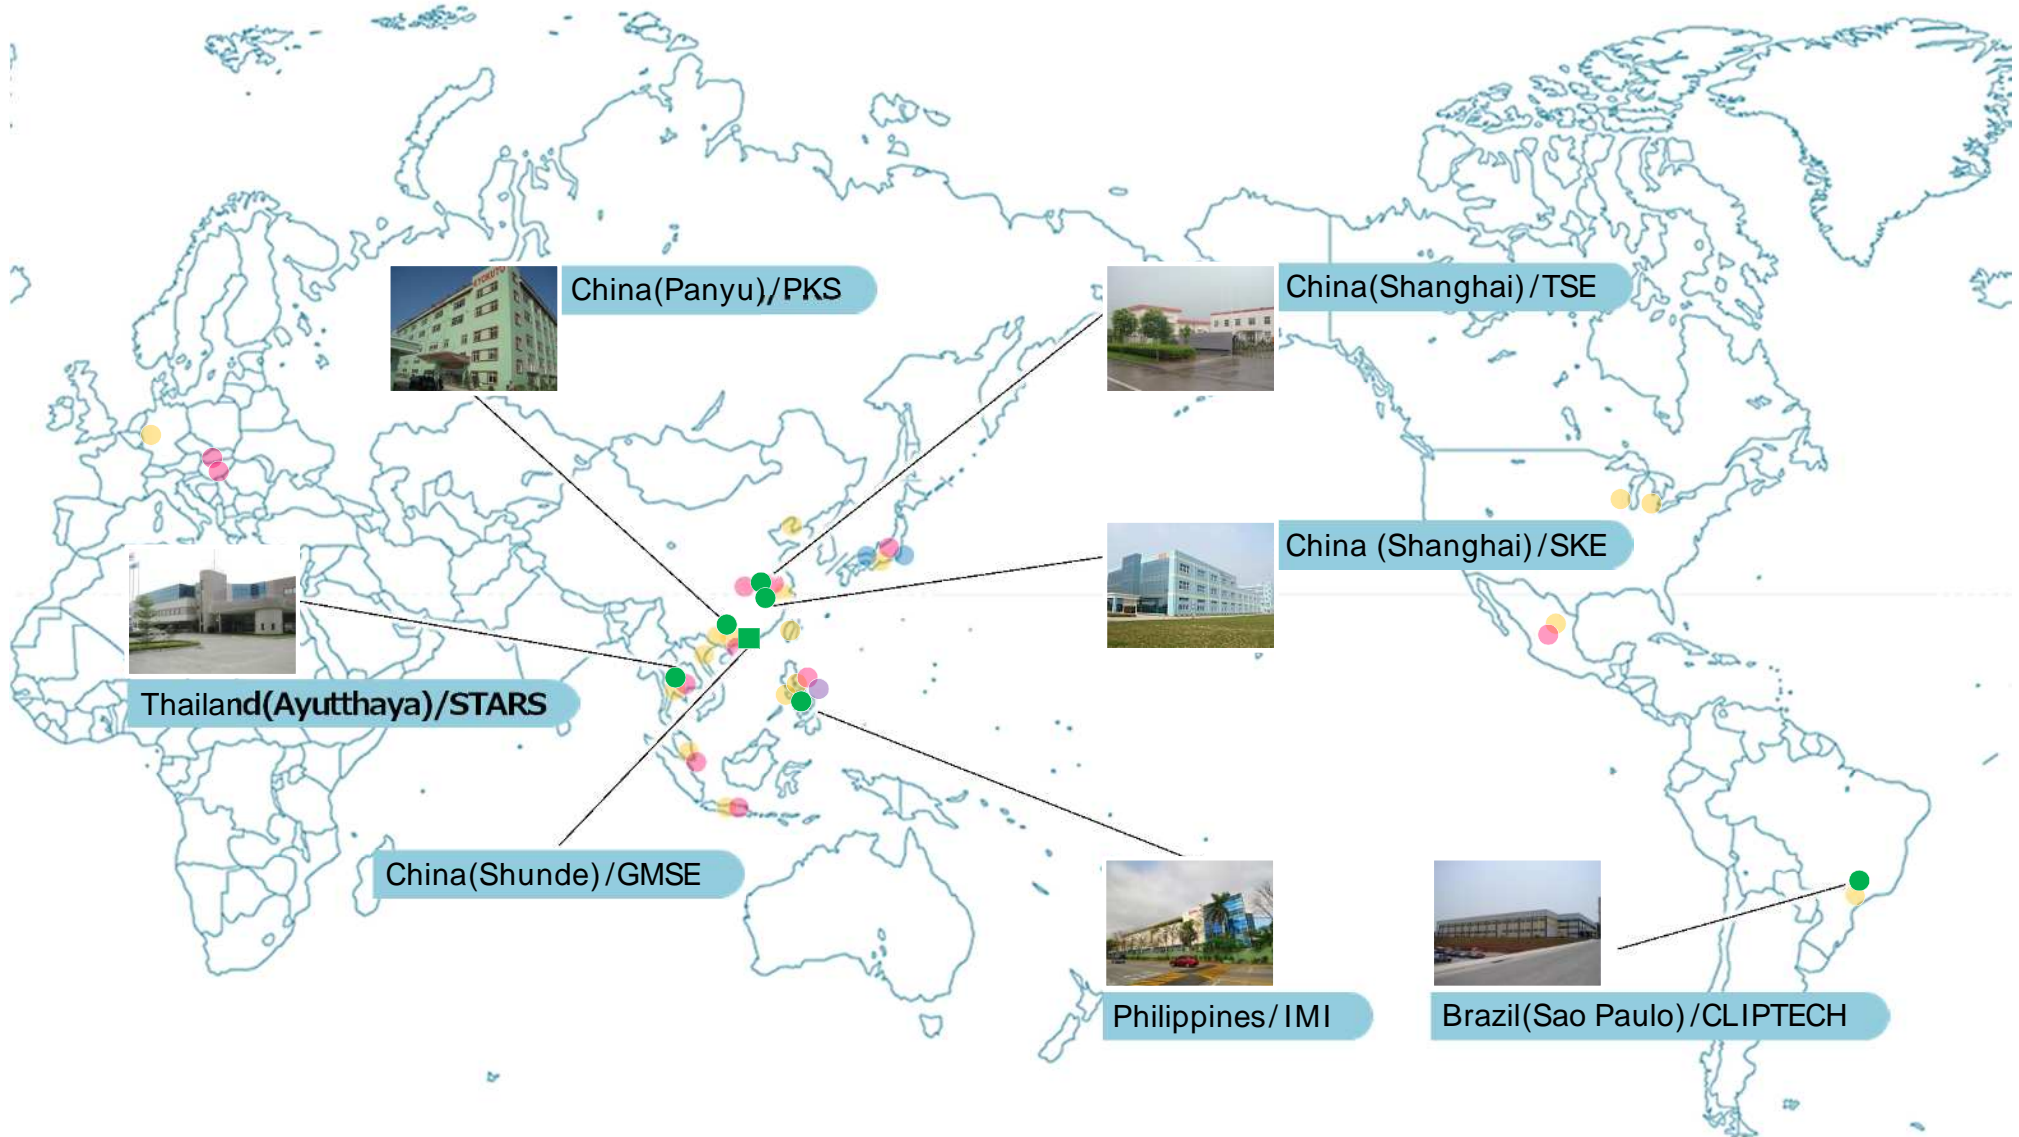 China(Panyu)/PKS
China(Shanghai)/TSE
China (Shanghai)/SKE
Thailand(Ayutthaya)/STARS
China(Shunde)/GMSE
Philippines/IMI
Brazil(Sao Paulo)/CLIPTECH